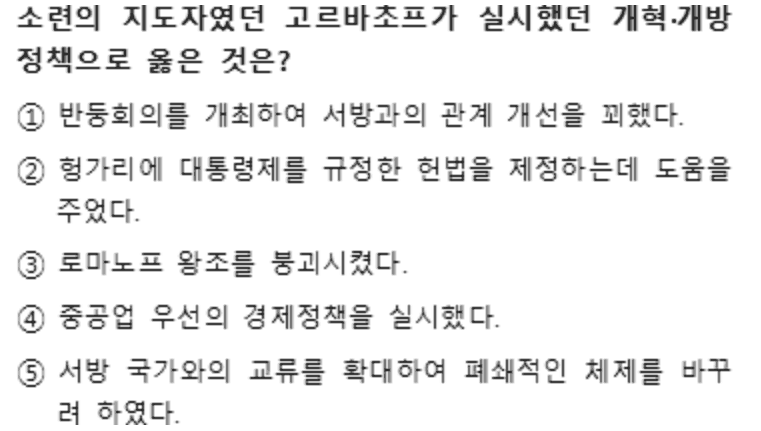 소련의 지도자였던 고르바초프가 실시했던 개혁·개방
정책으로 옳은 것은?
① 반둥회의를 개최하여 서방과의 관계 개선을 꾀했다.
② 헝가리에 대통령제를 규정한 헌법을 제정하는데 도움을
주었다.
③ 로마노프 왕조를 붕괴시켰다.
④ 중공업 우선의 경제정책을 실시했다.
⑤ 서방 국가와의 교류를 확대하여 폐쇄적인 체제를 바꾸
려 하였다.